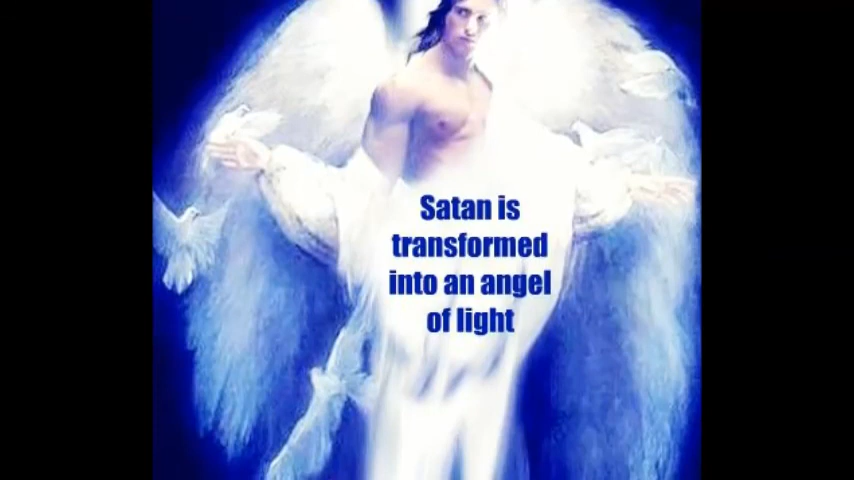 Satan is
transformed
into an angel
of light